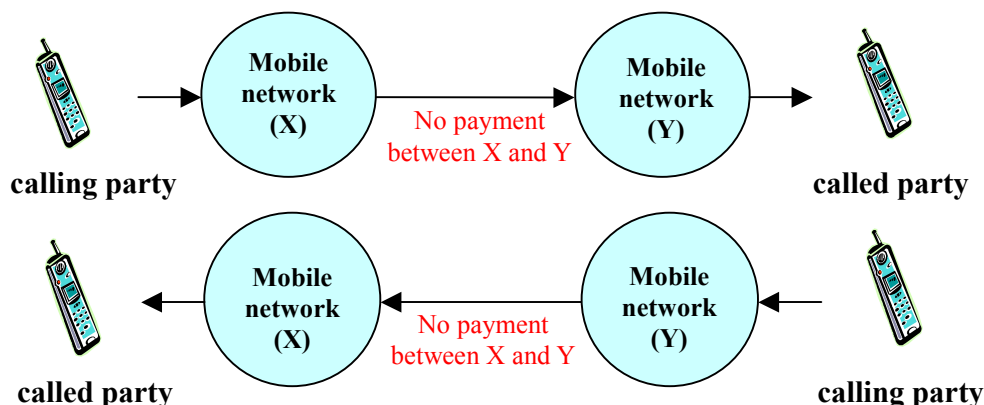 Mobile
network
(X)
No payment
between X and Y
Mobile
network
(Y)
calling party
called party
Mobile
network
(X)
No payment
between X and Y
Mobile
network
(Y)
called party
calling party